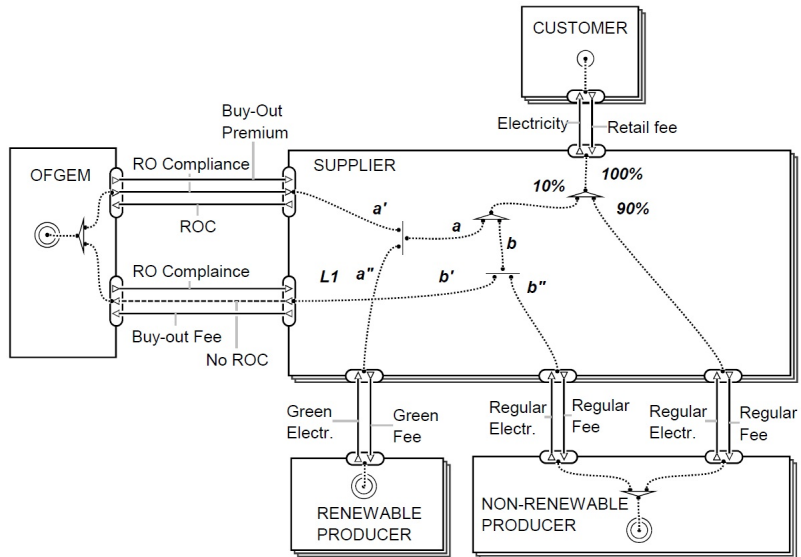 CUSTOMER
Electricity
Retail fee
Buy-Out
Premium
RO Compliance
OFGEM
ROC
SUPPLIER
100%
10%
90%
a'
a
b
RO Complaince
L1
a"
b'
b"
Buy-out Fee
No ROC
Green
Electr.
Green
Fee
Regular
Electr.
Regular
Fee
Regular
Electr.
Regular
Fee
RENEWABLE
PRODUCER
NON-RENEWABLE
PRODUCER